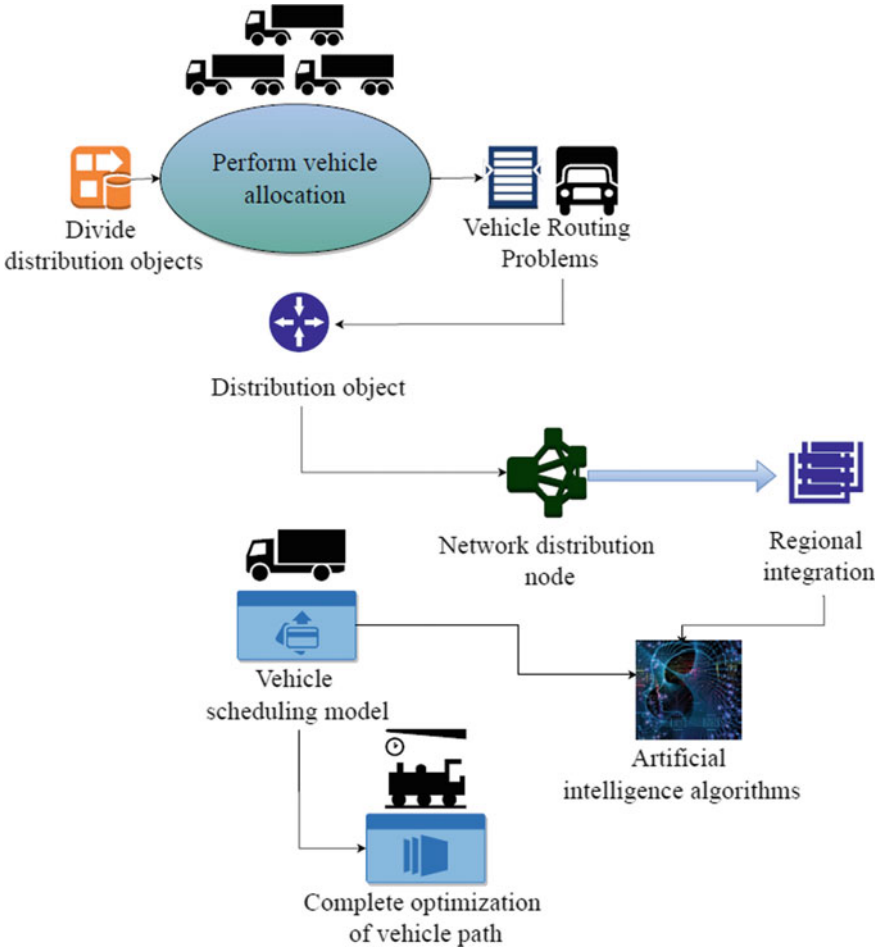 Perform vehicle
allocation
Divide
distribution objects
Vehicle Routing
Problems
Distribution object
Network distribution
node
Regional
integration
Vehicle
scheduling model
Artificial
intelligence algorithms
Complete optimization
of vehicle path